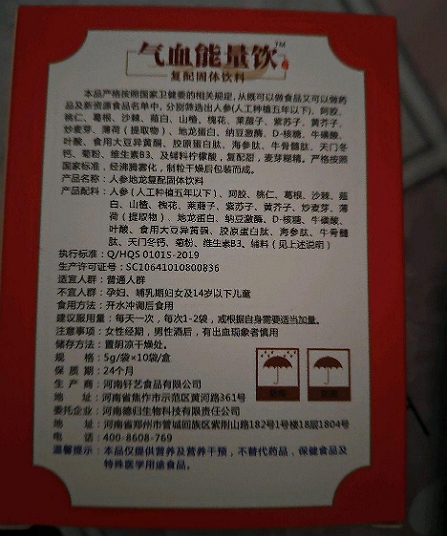 气血能量饮™
复配固体饮料
本品严格按照国家卫健委的相关规定,从既可以做食品又可以做药
品及新资源食品名单中,分别筛选出人参(人工种植五年以下)、阿胶、
桃仁、葛根、沙棘、薤白、山楂、槐花、莱菔子、紫苏子、黄芥子、
炒麦芽、薄荷(提取物)、地龙蛋白、纳豆激酶、D-核糖、牛磺酸、
叶酸、食用大豆异黄酮、胶原蛋白肽、海参肽、牛骨髓肽、天门冬
钙、菊粉、维生素B3、及辅料柠檬酸、复配甜,麦芽糊精。严格按照
国家标准,经沸腾雾化,制粒干燥后包装而成。
产品名称:人参地龙复配固体饮料
产品配料:人参(人工种植五年以下)、阿胶、桃仁、葛根、沙棘、薤
白、山楂、槐花、莱菔子、紫苏子、黄芥子、炒麦芽、薄
荷(提取物)、地龙蛋白、纳豆激酶、D-核糖、牛磺酸、
叶酸、食用大豆异黄酮、胶原蛋白肽、海参肽、牛骨髓
肽、天门冬钙、菊粉、维生素B3、辅料(见上述说明)
执行标准:Q/HQS 0101S-2019
生产许可证号:SC10641010800836
适宜人群:普通人群
不宜人群:孕妇、哺乳期妇女及14岁以下儿童
食用方法:开水冲调后食用
建议服用量:每天一次,每次1-2袋,或根据自身需要适当加量。
注意事项:女性经期,男性酒后,有出血现象者慎用
储存方法:置阴凉干燥处。
规 格:5g/袋×10袋/盒
保 质 期:24个月
生 产 商:河南轩艺食品有限公司
地 址:河南省焦作市示范区黄河路361号
委托企业:河南德归生物科技有限责任公司
地 址:河南省郑州市管城回族区紫荆山路182号1号楼18层1804号
电 话:400-8608-769
温馨提示:本品仅提供营养及营养干预,不替代药品,保健食品及
特殊医学用途食品。